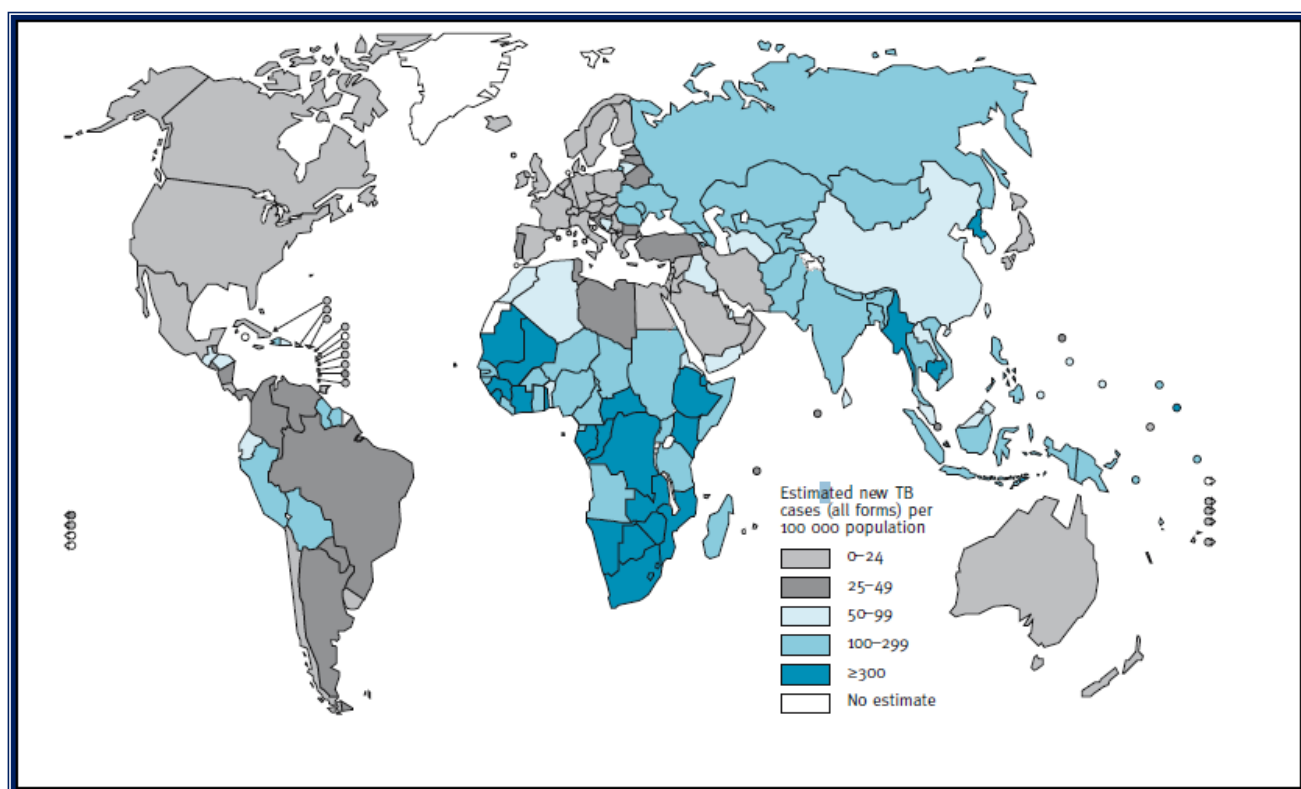 Estimated new TB
cases (all forms) per
100 000 population
0–24
25–49
50–99
100–299
≥300
No estimate